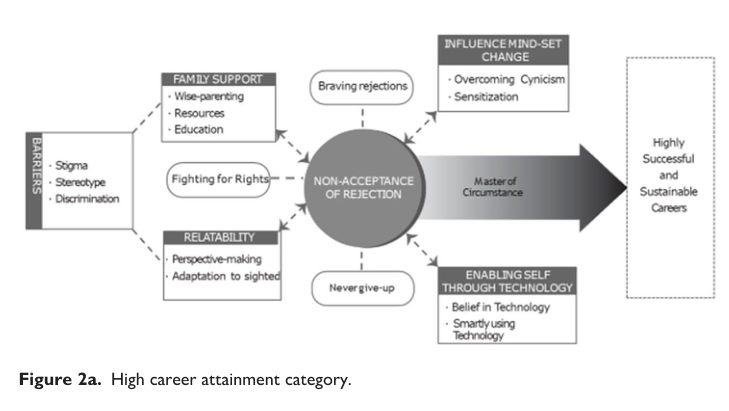 BARRIERS
· Stigma
· Stereotype
· Discrimination
FAMILY SUPPORT
· Wise-parenting
· Resources
· Education
Fighting for Rights
RELATABILITY
· Perspective-making
· Adaptation to sighted
Braving rejections
NON-ACCEPTANCE
OF REJECTION
Never give-up
INFLUENCE MIND-SET
CHANGE
· Overcoming Cynicism
· Sensitization
Master of
Circumstance
ENABLING SELF
THROUGH TECHNOLOGY
· Belief in Technology
· Smartly using
Technology
Highly
Successful
and
Sustainable
Careers
Figure 2a. High career attainment category.